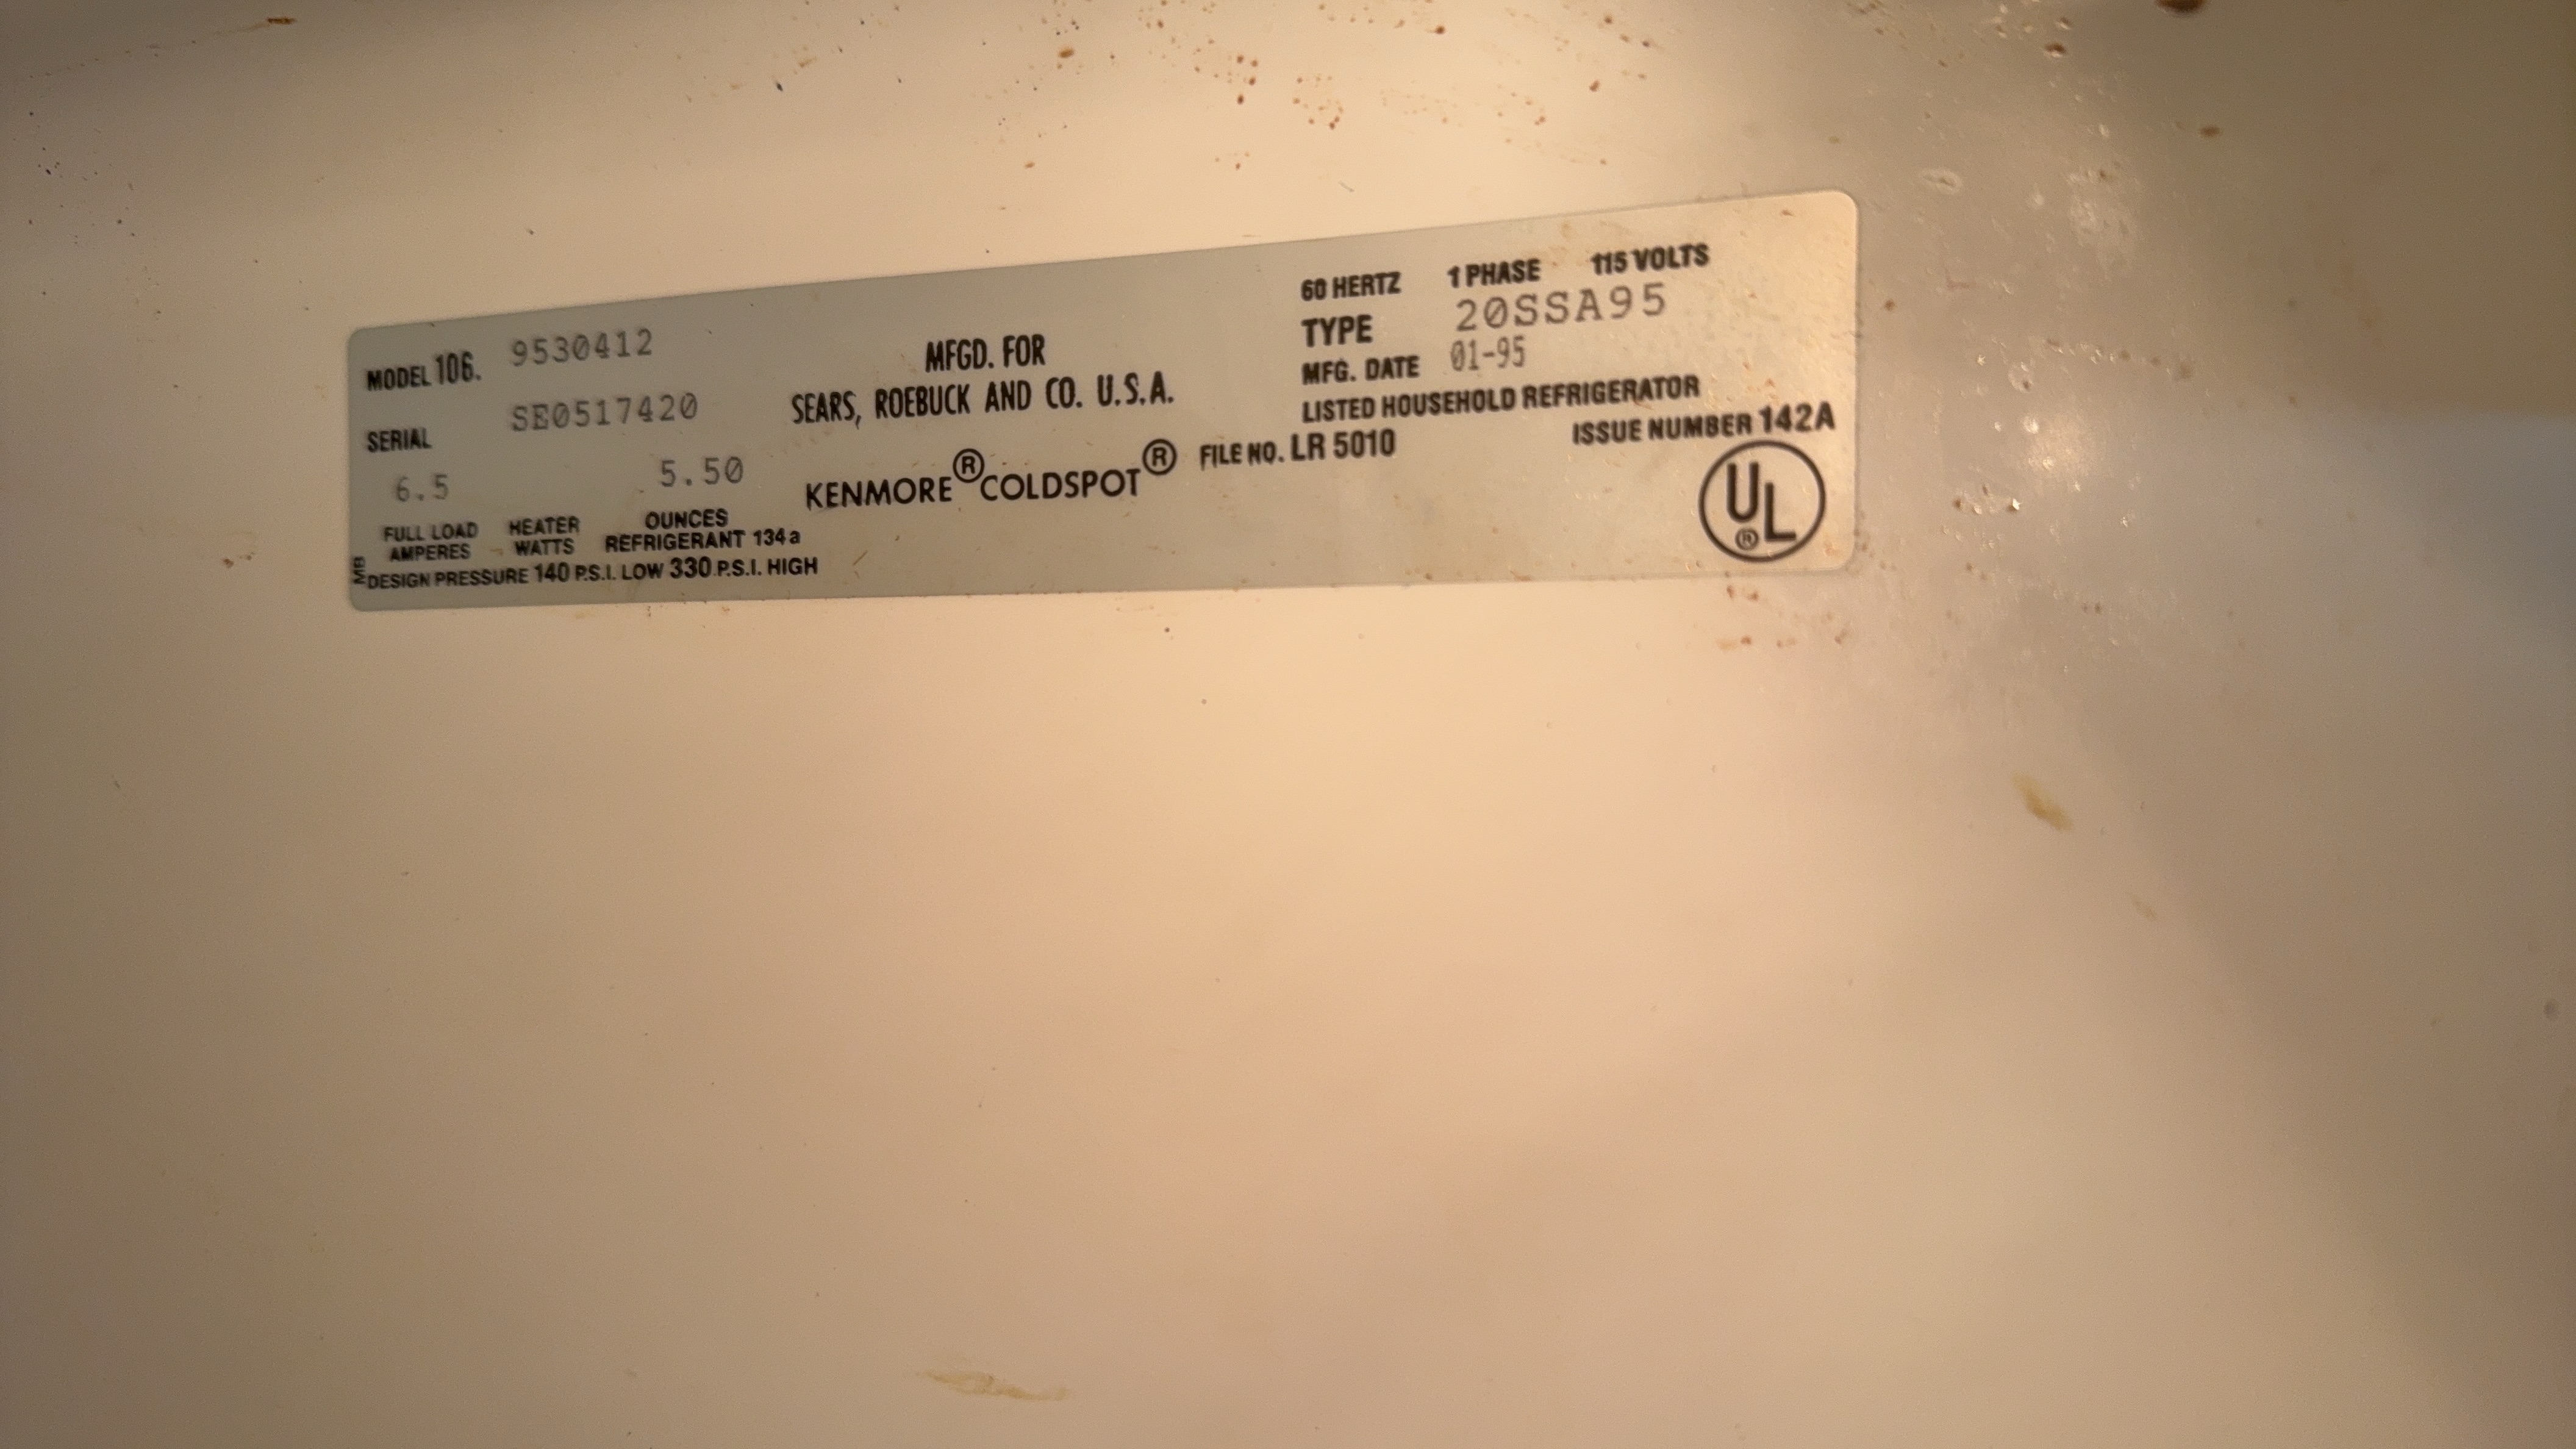 MODEL 106. 9530412
SERIAL SE0517420
6.5 5.50
FULL LOAD AMPERES HEATER WATTS OUNCES REFRIGERANT 134a
MB
DESIGN PRESSURE 140 P.S.I. LOW 330 P.S.I. HIGH
MFGD. FOR
SEARS, ROEBUCK AND CO. U.S.A.
KENMORE® COLDSPOT®
60 HERTZ 1 PHASE 115 VOLTS
TYPE 20SSA95
MFG. DATE 01-95
LISTED HOUSEHOLD REFRIGERATOR
FILE NO. LR 5010 ISSUE NUMBER 142A
UL®